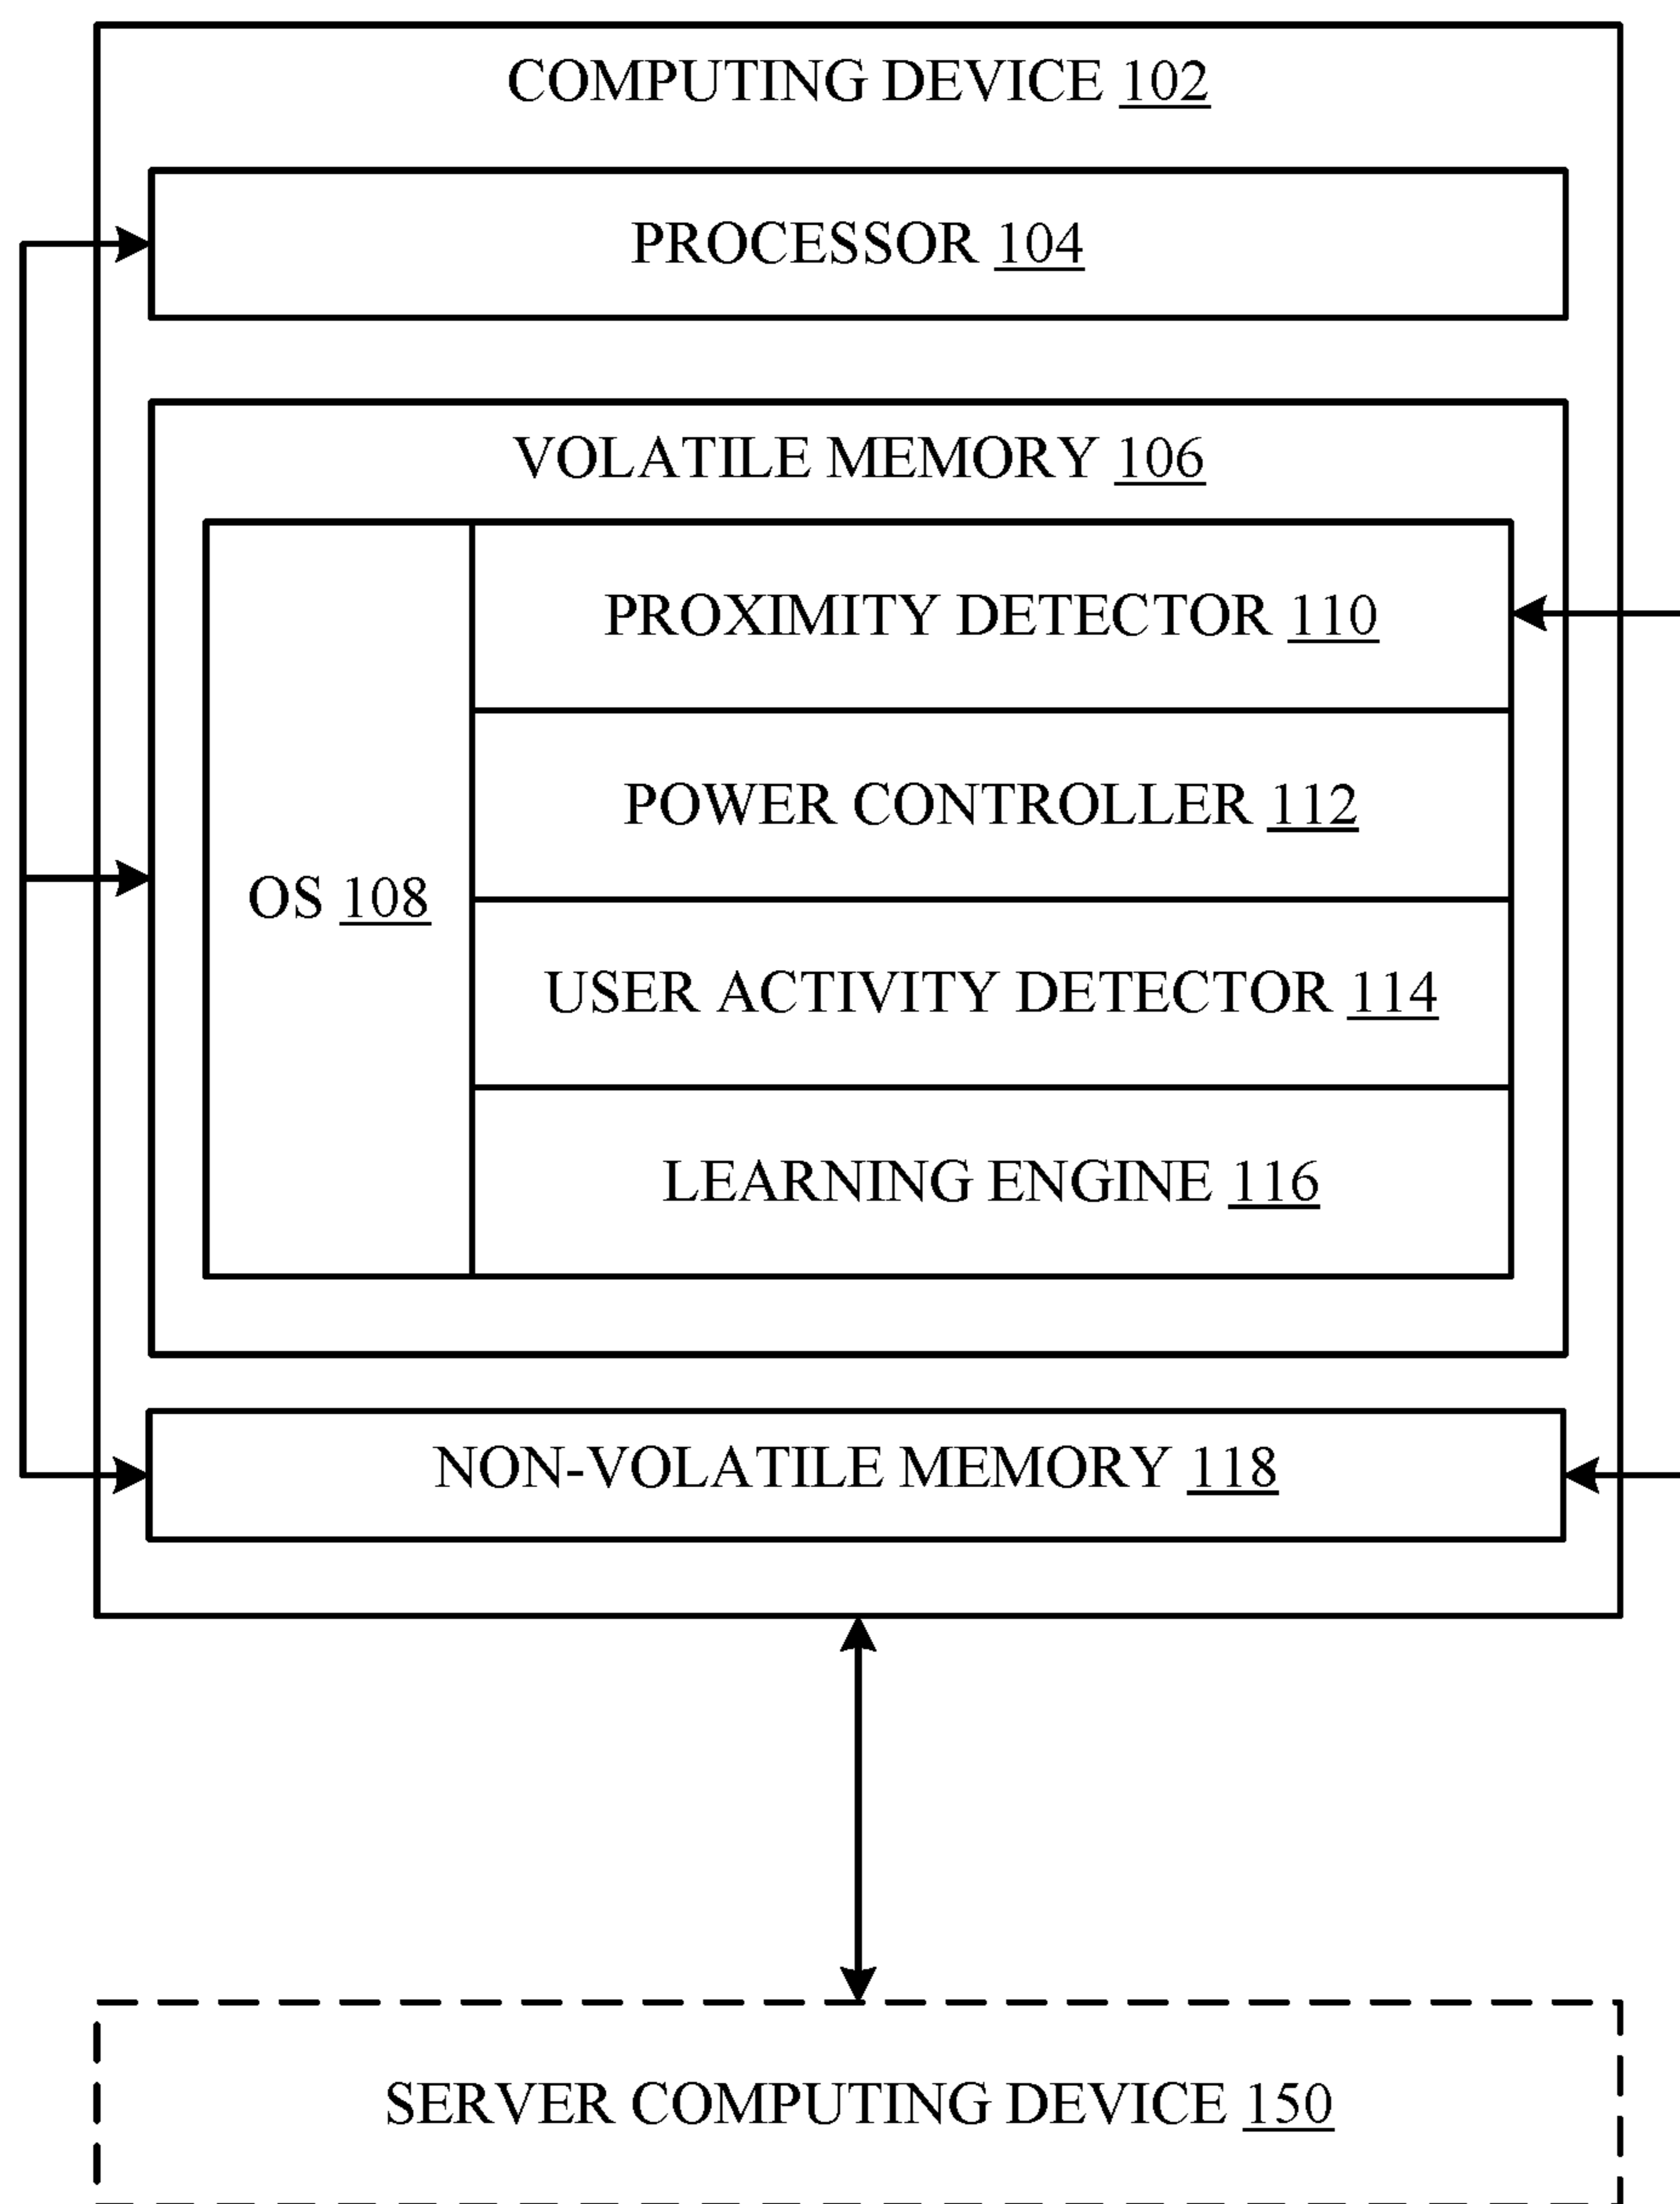 COMPUTING DEVICE 102
PROCESSOR 104
VOLATILE MEMORY 106
OS 108
PROXIMITY DETECTOR 110
POWER CONTROLLER 112
USER ACTIVITY DETECTOR 114
LEARNING ENGINE 116
NON-VOLATILE MEMORY 118
SERVER COMPUTING DEVICE 150